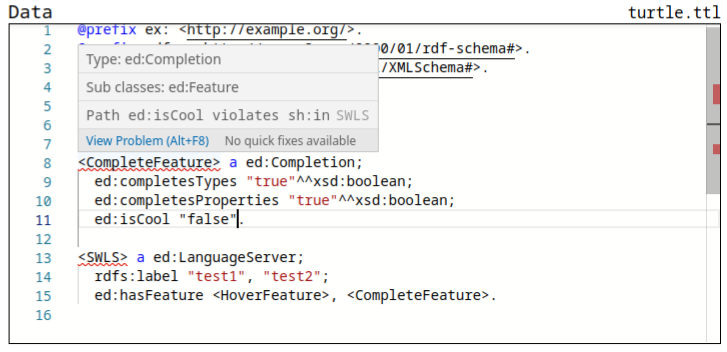 Data turtle.ttl
1 @prefix ex: <http://example.org/>.
2 /01/rdf-schema#>.
3 /XMLSchema#>.
4
5
6
7
Type: ed:Completion
Sub classes: ed:Feature
Path ed:isCool violates sh:in SWLS
View Problem (Alt+F8) No quick fixes available
8 <CompleteFeature> a ed:Completion;
9 ed:completesTypes "true"^^xsd:boolean;
10 ed:completesProperties "true"^^xsd:boolean;
11 ed:isCool "false".
12
13 <SWLS> a ed:LanguageServer;
14 rdfs:label "test1", "test2";
15 ed:hasFeature <HoverFeature>, <CompleteFeature>.
16